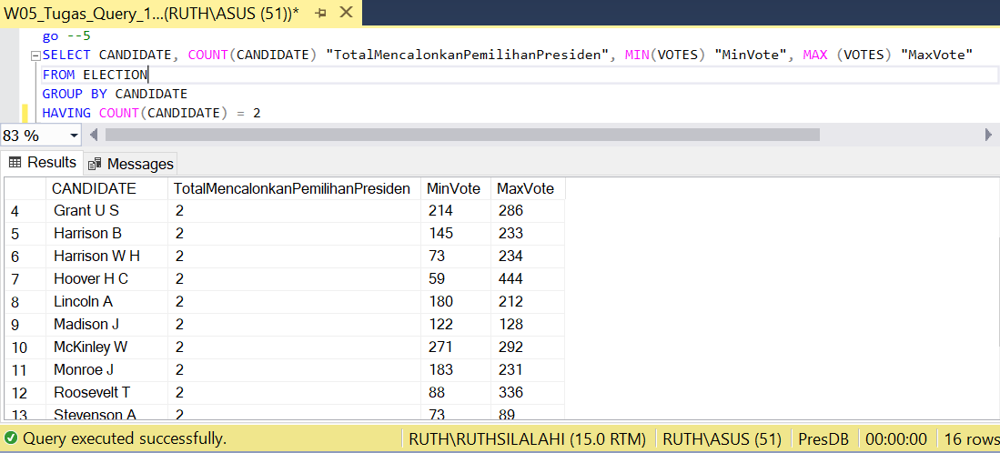 W05_Tugas_Query_1...(RUTH\ASUS (51))*
go --5
SELECT CANDIDATE, COUNT(CANDIDATE) "TotalMencalonkanPemilihanPresiden", MIN(VOTES) "MinVote", MAX (VOTES) "MaxVote"
FROM ELECTION
GROUP BY CANDIDATE
HAVING COUNT(CANDIDATE) = 2
83 %
Results Messages
CANDIDATE TotalMencalonkanPemilihanPresiden MinVote MaxVote
4 Grant U S 2 214 286
5 Harrison B 2 145 233
6 Harrison W H 2 73 234
7 Hoover H C 2 59 444
8 Lincoln A 2 180 212
9 Madison J 2 122 128
10 McKinley W 2 271 292
11 Monroe J 2 183 231
12 Roosevelt T 2 88 336
13 Stevenson A 2 73 89
Query executed successfully. RUTH\RUTHSILALAHI (15.0 RTM) RUTH\ASUS (51) PresDB 00:00:00 16 rows